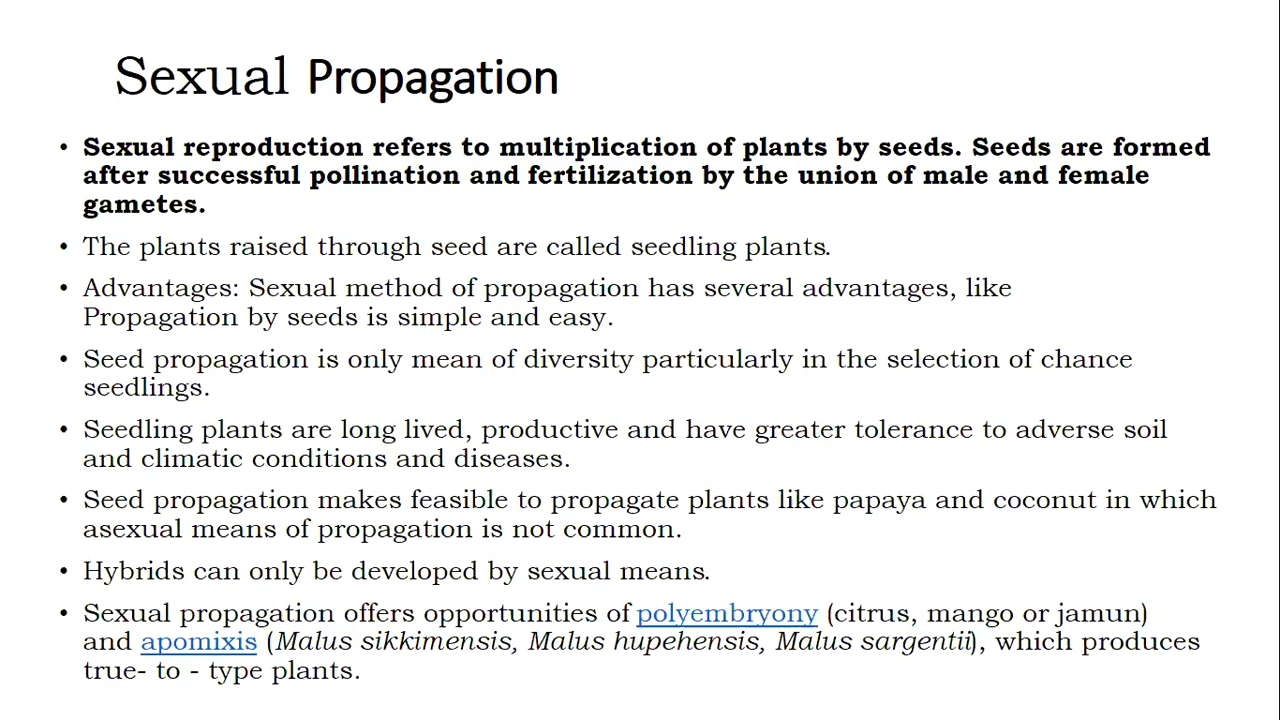 Sexual Propagation
• Sexual reproduction refers to multiplication of plants by seeds. Seeds are formed
after successful pollination and fertilization by the union of male and female
gametes.
• The plants raised through seed are called seedling plants.
• Advantages: Sexual method of propagation has several advantages, like
Propagation by seeds is simple and easy.
• Seed propagation is only mean of diversity particularly in the selection of chance
seedlings.
• Seedling plants are long lived, productive and have greater tolerance to adverse soil
and climatic conditions and diseases.
• Seed propagation makes feasible to propagate plants like papaya and coconut in which
asexual means of propagation is not common.
• Hybrids can only be developed by sexual means.
• Sexual propagation offers opportunities of polyembryony (citrus, mango or jamun)
and apomixis (Malus sikkimensis, Malus hupehensis, Malus sargentii), which produces
true- to - type plants.